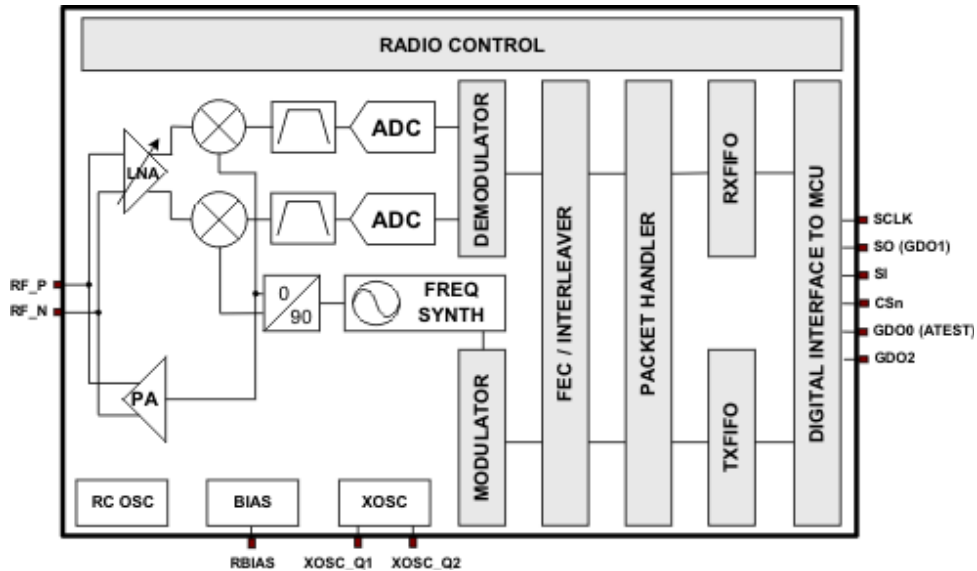 RADIO CONTROL
LNA
ADC
ADC
DEMODULATOR
FEC / INTERLEAVER
PACKET HANDLER
RXFIFO
DIGITAL INTERFACE TO MCU
SCLK
SO (GDO1)
SI
CSn
GDO0 (ATEST)
GDO2
RF_P
RF_N
0
90
FREQ
SYNTH
PA
MODULATOR
TXFIFO
RC OSC
BIAS
XOSC
RBIAS
XOSC_Q1
XOSC_Q2